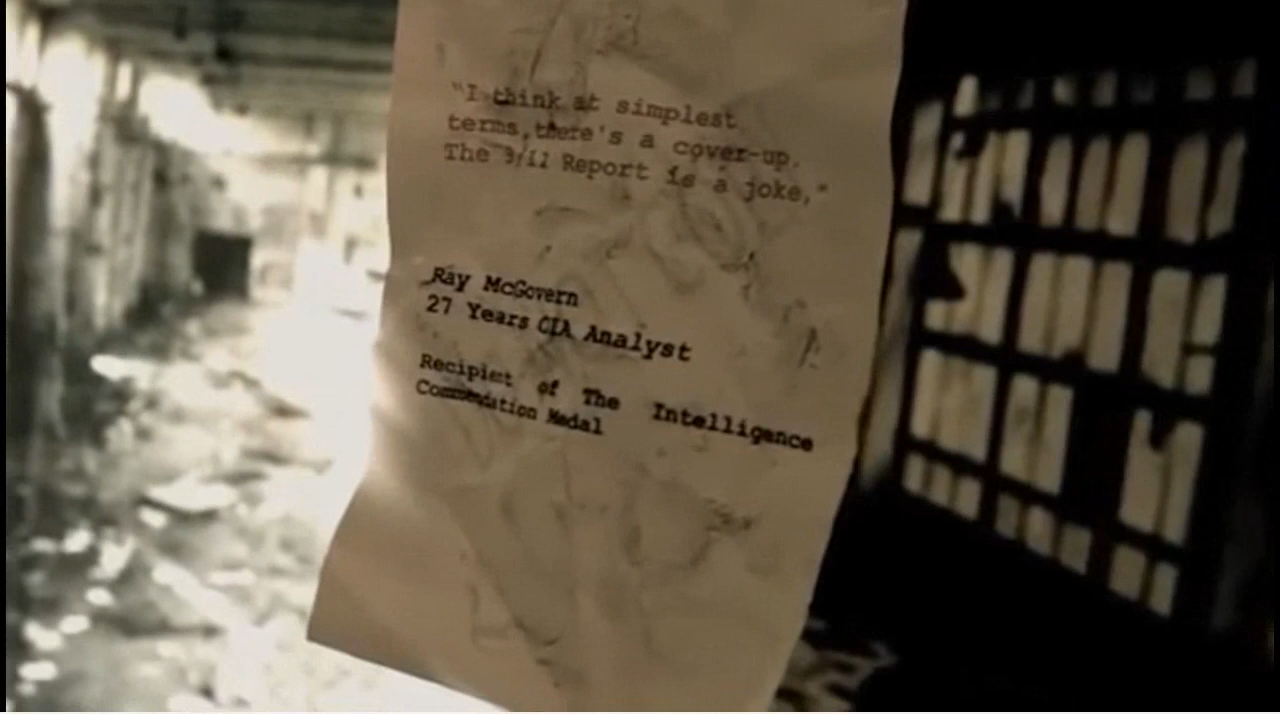 "I think at simplest
terms, there's a cover-up.
The 9/11 Report is a joke,"
Ray McGovern
27 Years CIA Analyst
Recipiet of The Intelligence
Commendation Medal